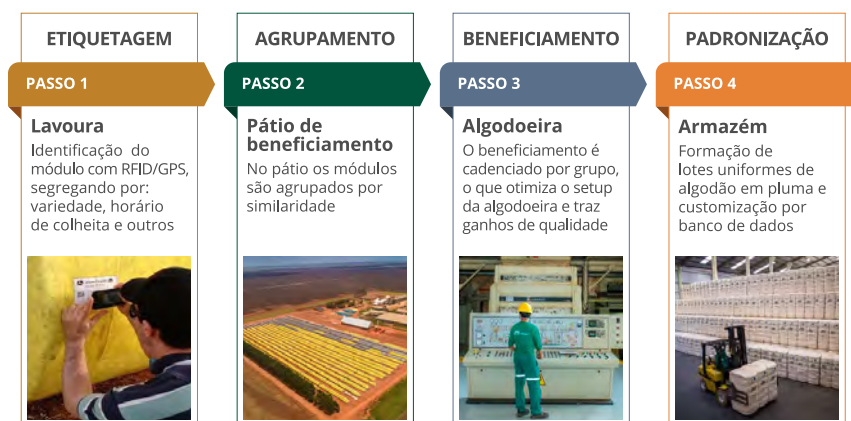 ETIQUETAGEM
PASSO 1
Lavoura
Identificação do
módulo com RFID/GPS,
segregando por:
variedade, horário
de colheita e outros
AGRUPAMENTO
PASSO 2
Pátio de
beneficiamento
No pátio os módulos
são agrupados por
similaridade
BENEFICIAMENTO
PASSO 3
Algodoeira
O beneficiamento é
cadenciado por grupo,
o que otimiza o setup
da algodoeira e traz
ganhos de qualidade
PADRONIZAÇÃO
PASSO 4
Armazém
Formação de
lotes uniformes de
algodão em pluma e
customização por
banco de dados